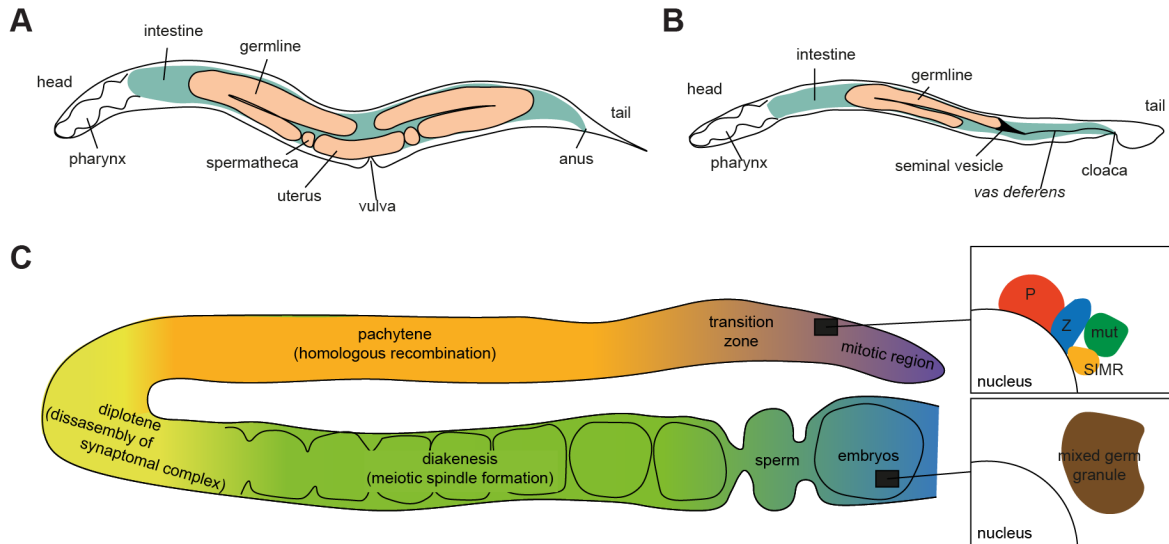 A
intestine
germline
head
pharynx
spermatheca
uterus
vulva
anus
tail
B
intestine
germline
head
pharynx
seminal vesicle
vas deferens
cloaca
tail
C
pachytene
(homologous recombination)
transition
zone
mitotic region
diplotene
(dissasembly of
synaptomal complex)
diakenesis
(meiotic spindle formation)
sperm
embryos
P
Z
mut
SIMR
nucleus
mixed germ
granule
nucleus